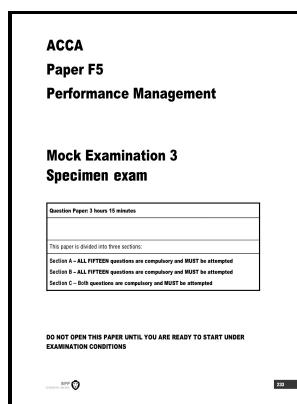 ACCA
Paper F5
Performance Management
Mock Examination 3
Specimen exam
Question Paper: 3 hours 15 minutes
This paper is divided into three sections:
Section A – ALL FIFTEEN questions are compulsory and MUST be attempted
Section B – ALL FIFTEEN questions are compulsory and MUST be attempted
Section C – Both questions are compulsory and MUST be attempted
DO NOT OPEN THIS PAPER UNTIL YOU ARE READY TO START UNDER
EXAMINATION CONDITIONS
BPP
233